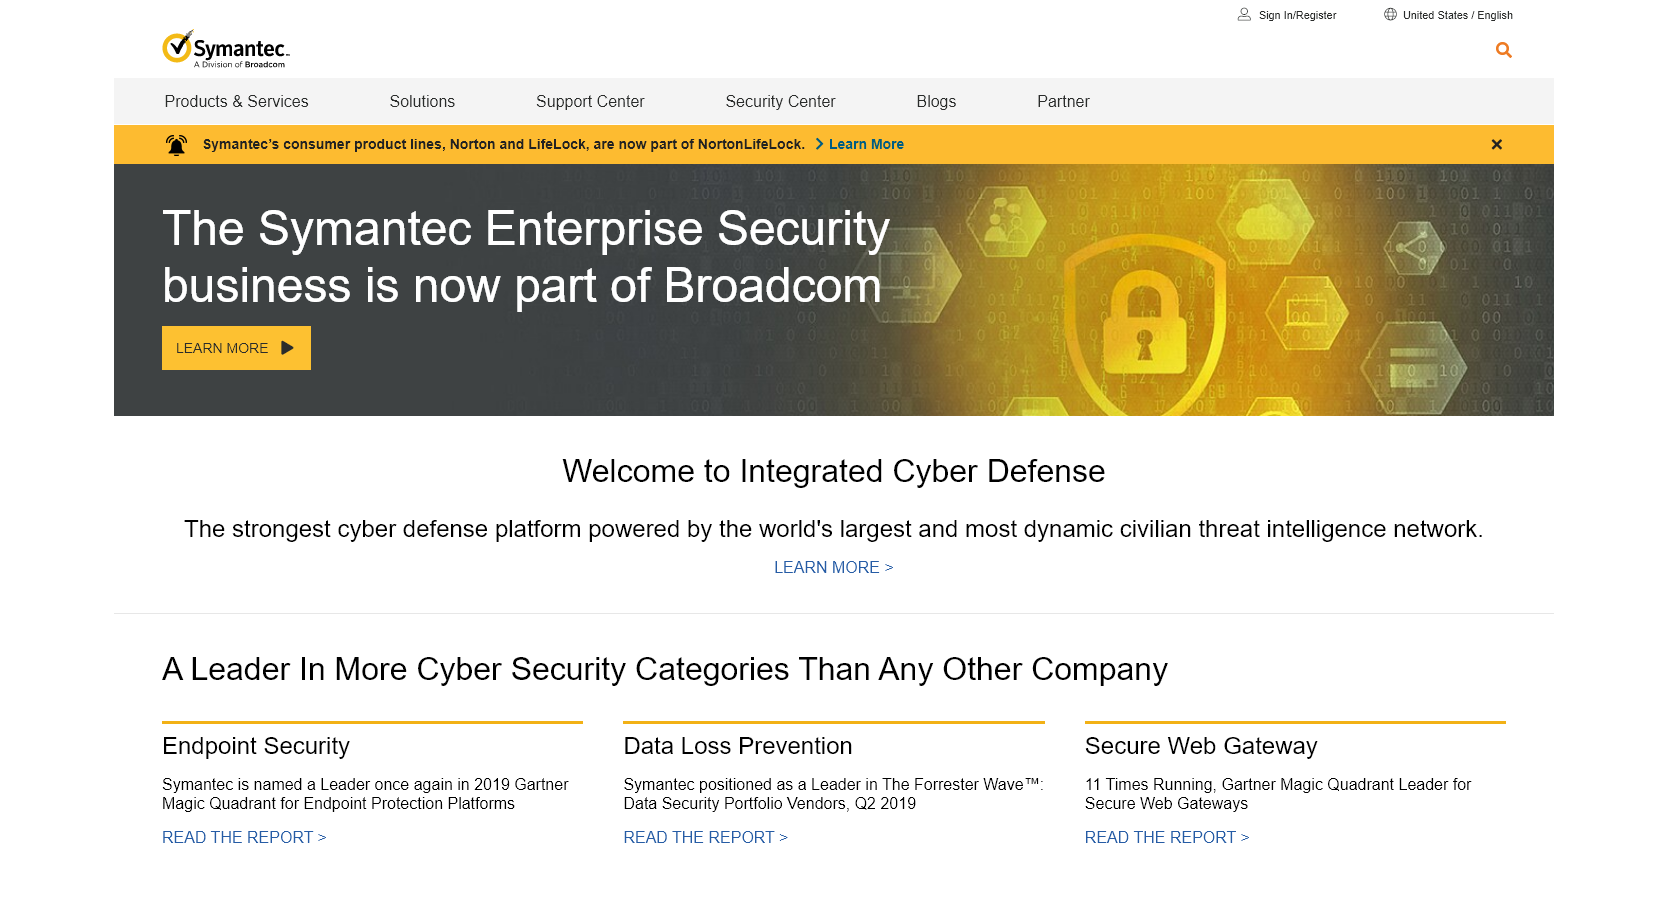 Sign In/Register
United States / English
Symantec™
A Division of Broadcom
Products & Services
Solutions
Support Center
Security Center
Blogs
Partner
Symantec’s consumer product lines, Norton and LifeLock, are now part of NortonLifeLock. Learn More
The Symantec Enterprise Security
business is now part of Broadcom
LEARN MORE
Welcome to Integrated Cyber Defense
The strongest cyber defense platform powered by the world's largest and most dynamic civilian threat intelligence network.
LEARN MORE >
A Leader In More Cyber Security Categories Than Any Other Company
Endpoint Security
Symantec is named a Leader once again in 2019 Gartner
Magic Quadrant for Endpoint Protection Platforms
READ THE REPORT >
Data Loss Prevention
Symantec positioned as a Leader in The Forrester Wave™:
Data Security Portfolio Vendors, Q2 2019
READ THE REPORT >
Secure Web Gateway
11 Times Running, Gartner Magic Quadrant Leader for
Secure Web Gateways
READ THE REPORT >